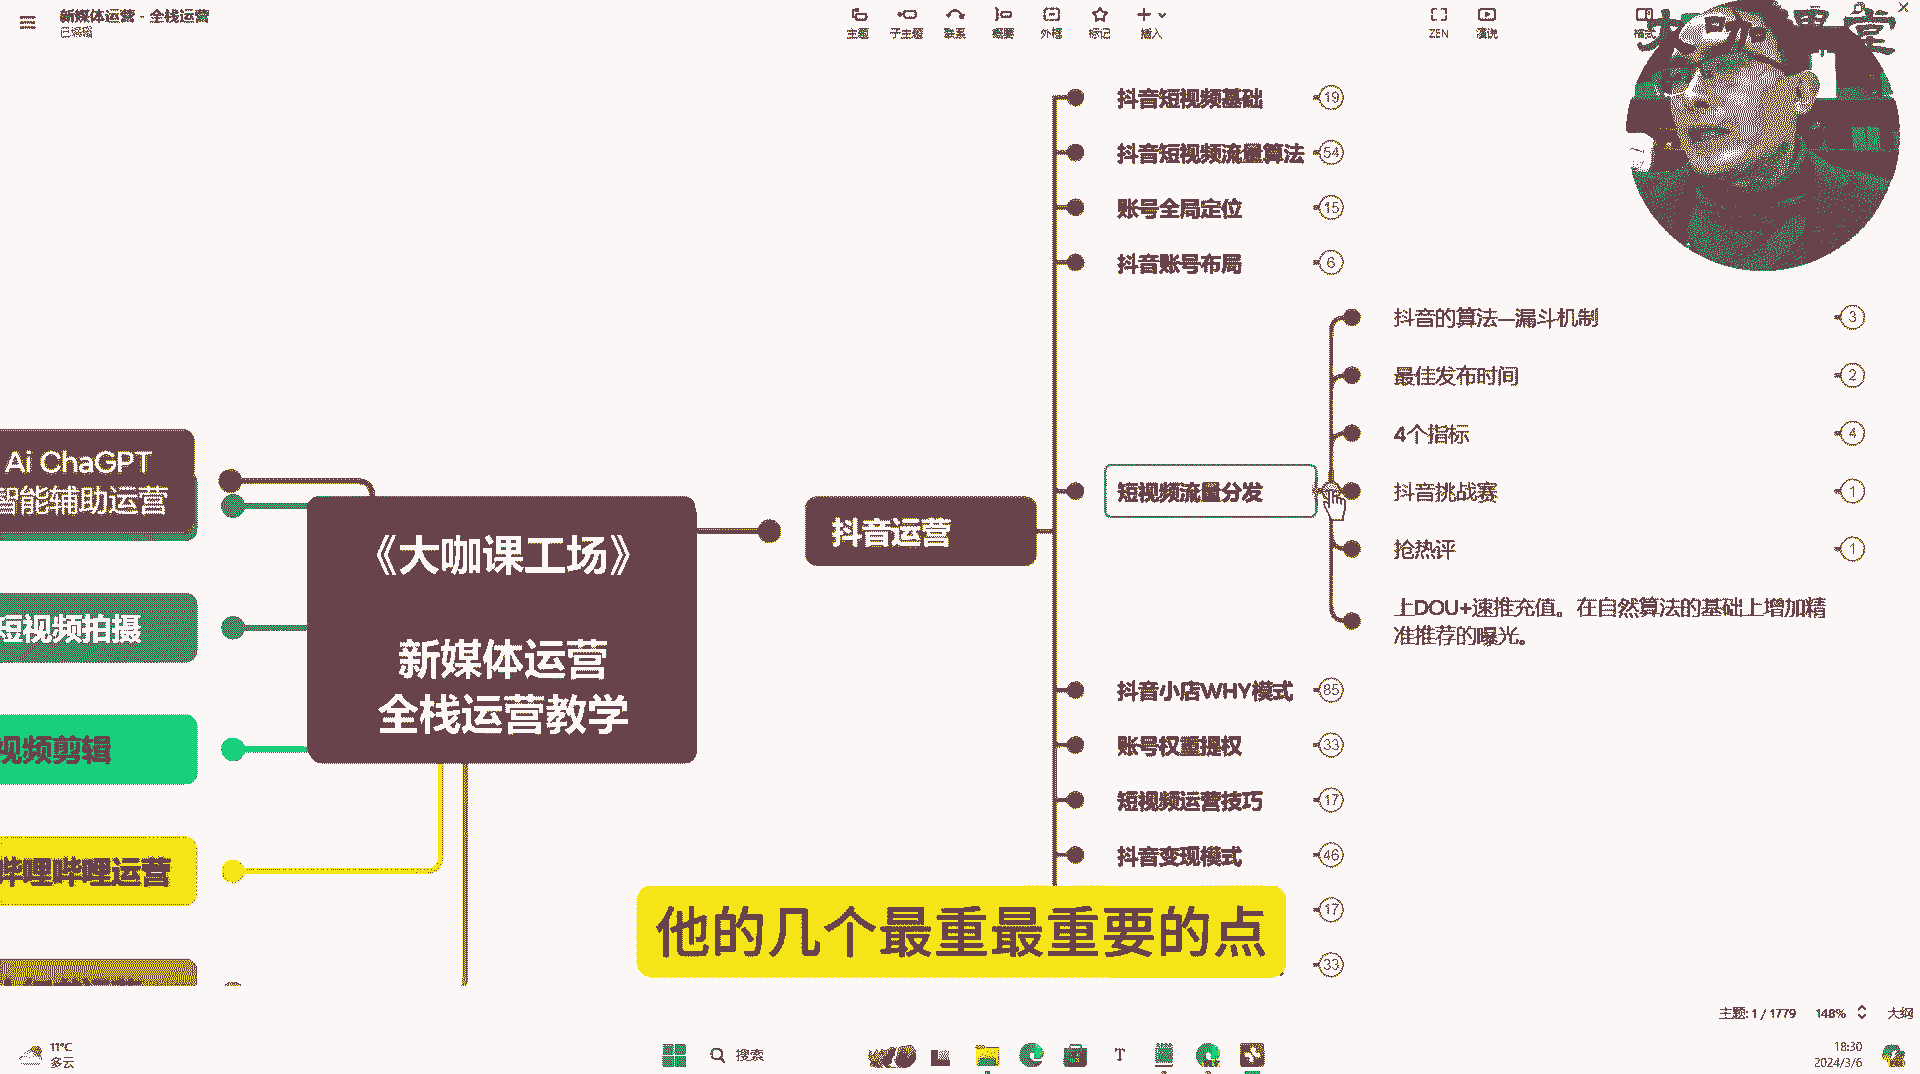 新媒体运营 - 全栈运营
已编辑
主题
子主题
联系
概要
外框
标记
插入
ZEN
演说
格式
大咖课堂
抖音短视频基础 19
抖音短视频流量算法 54
账号全局定位 15
抖音账号布局 6
抖音的算法—漏斗机制 3
最佳发布时间 2
4个指标 4
短视频流量分发
抖音挑战赛 1
抢热评 1
上DOU+速推充值。在自然算法的基础上增加精
准推荐的曝光。
Ai ChaGPT
智能辅助运营
《大咖课工场》
新媒体运营
全栈运营教学
抖音运营
短视频拍摄
视频剪辑
哔哩哔哩运营
抖音小店WHY模式 85
账号权重提权 33
短视频运营技巧 17
抖音变现模式 46
17
33
他的几个最重最重要的点
主题: 1 / 1779
148%
大纲
11°C
多云
搜索
18:30
2024/3/6